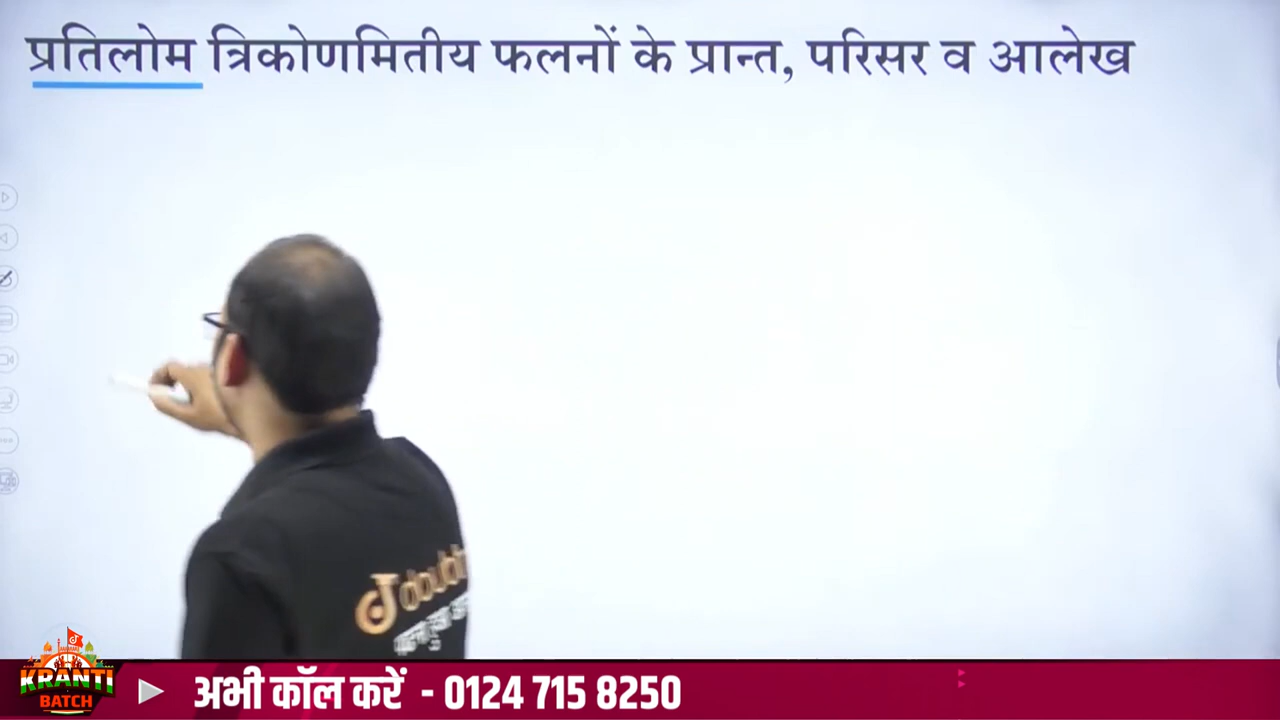 प्रतिलोम त्रिकोणमितीय फलनों के प्रान्त, परिसर व आलेख
KRANTI
BATCH
अभी कॉल करें - 0124 715 8250